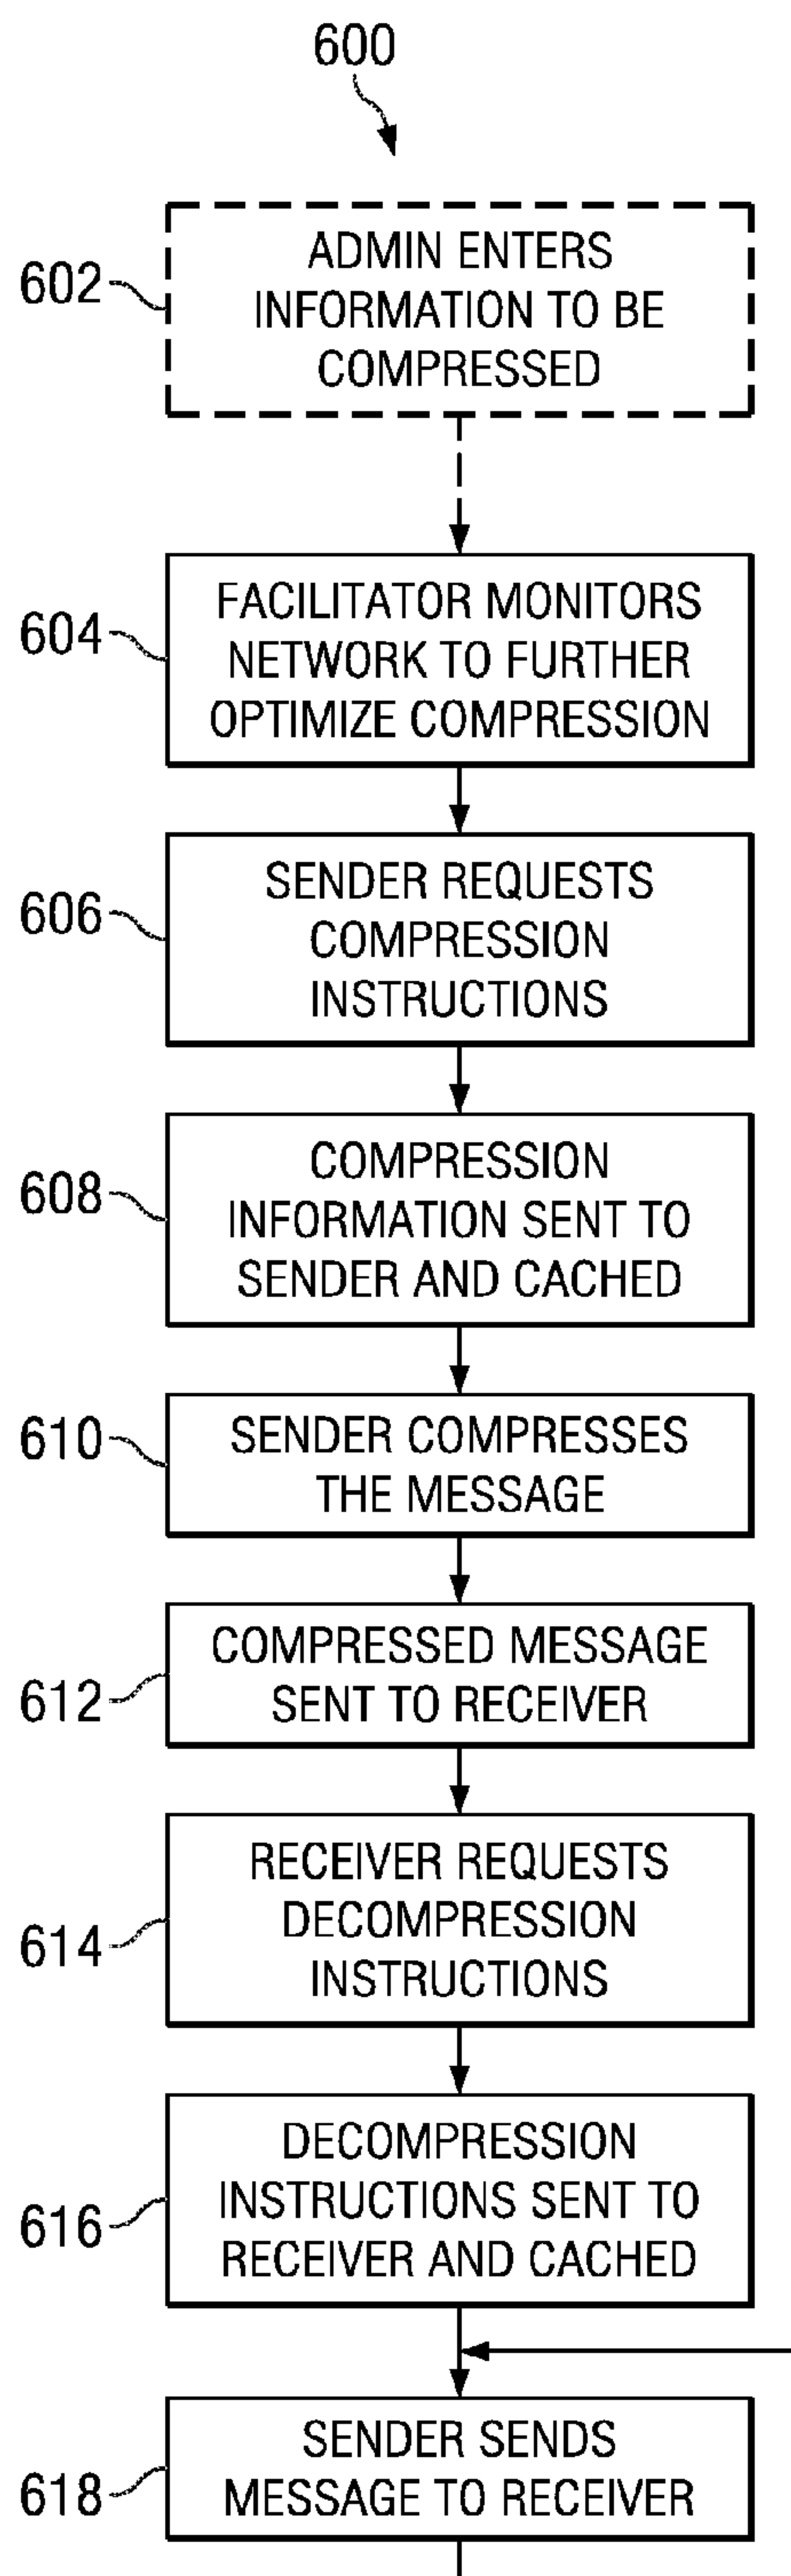 600
602
ADMIN ENTERS
INFORMATION TO BE
COMPRESSED
604
FACILITATOR MONITORS
NETWORK TO FURTHER
OPTIMIZE COMPRESSION
606
SENDER REQUESTS
COMPRESSION
INSTRUCTIONS
608
COMPRESSION
INFORMATION SENT TO
SENDER AND CACHED
610
SENDER COMPRESSES
THE MESSAGE
612
COMPRESSED MESSAGE
SENT TO RECEIVER
614
RECEIVER REQUESTS
DECOMPRESSION
INSTRUCTIONS
616
DECOMPRESSION
INSTRUCTIONS SENT TO
RECEIVER AND CACHED
618
SENDER SENDS
MESSAGE TO RECEIVER